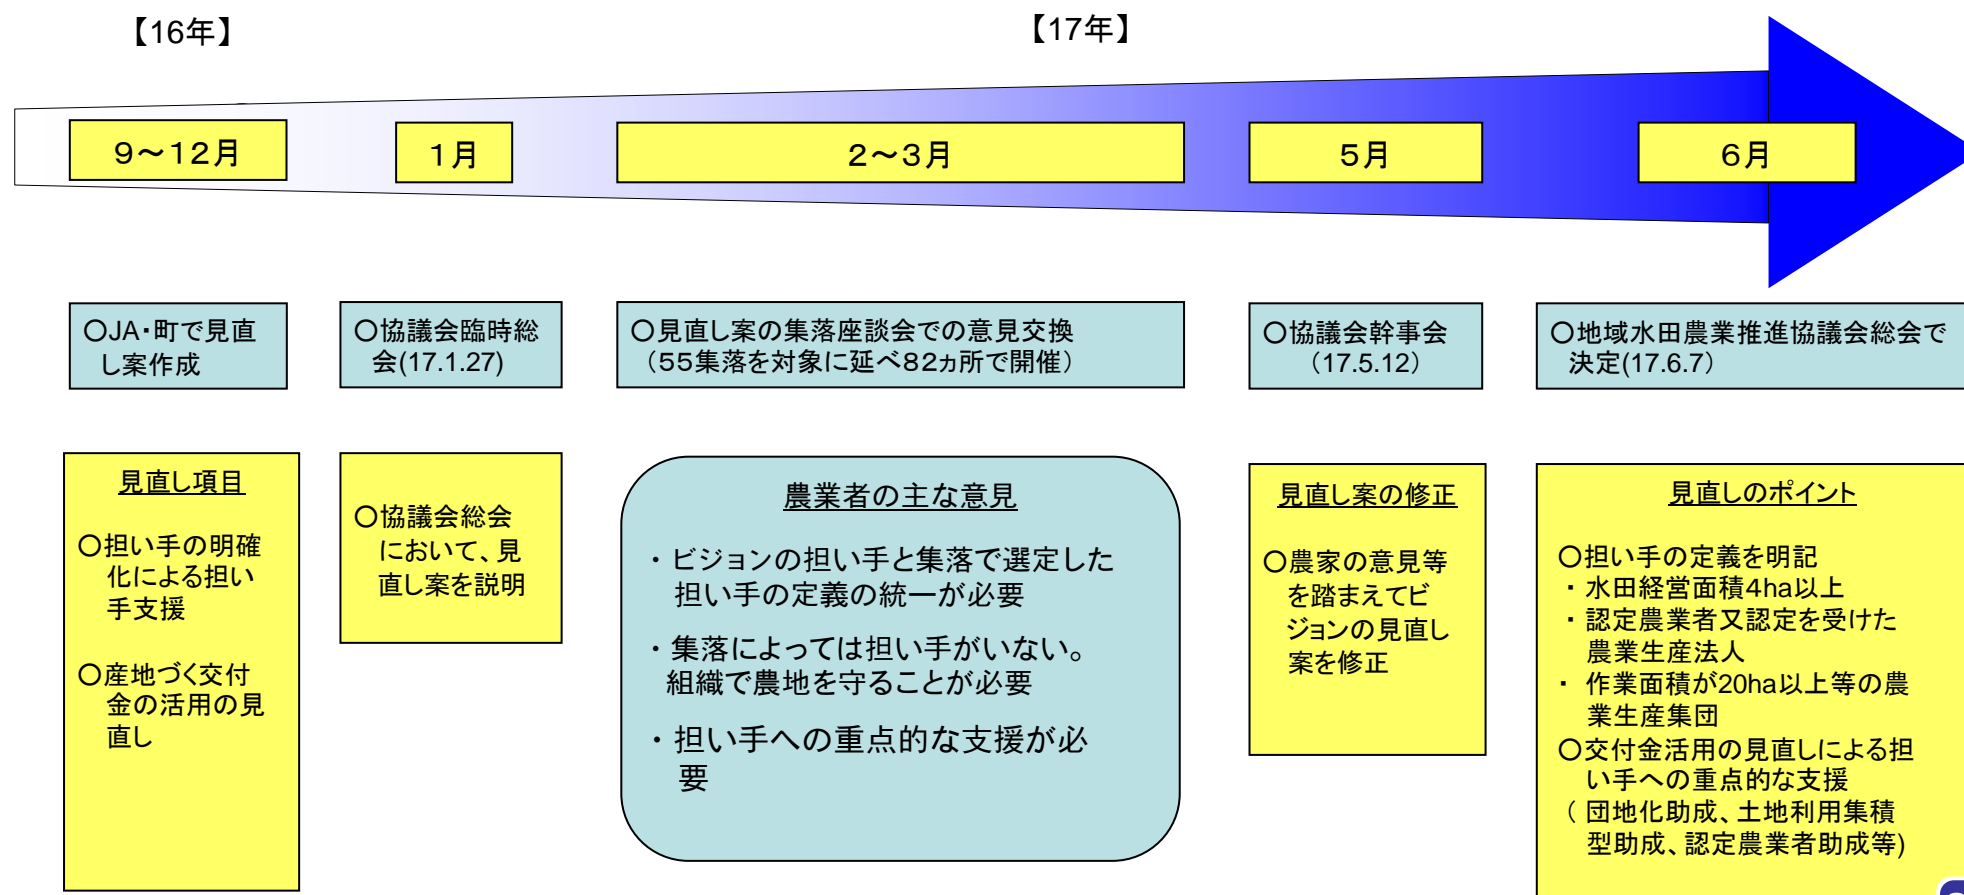 【16年】
【17年】
９～１２月
１月
２～３月
５月
６月
○JA・町で見直
し案作成
○協議会臨時総
会(17.1.27)
○見直し案の集落座談会での意見交換
（５５集落を対象に延べ８２ヵ所で開催）
○協議会幹事会
（17.5.12）
○地域水田農業推進協議会総会で
決定(17.6.7）
見直し項目
○担い手の明確
化による担い
手支援
○産地づく交付
金の活用の見
直し
○協議会総会
において、見
直し案を説明
農業者の主な意見
・ ビジョンの担い手と集落で選定した
担い手の定義の統一が必要
・ 集落によっては担い手がいない。
組織で農地を守ることが必要
・ 担い手への重点的な支援が必
要
見直し案の修正
○農家の意見等
を踏まえてビ
ジョンの見直し
案を修正
見直しのポイント
○担い手の定義を明記
・ 水田経営面積４ha以上
・ 認定農業者又認定を受けた
農業生産法人
・ 作業面積が20ha以上等の農
業生産集団
○交付金活用の見直しによる担
い手への重点的な支援
（ 団地化助成、土地利用集積
型助成、認定農業者助成等)